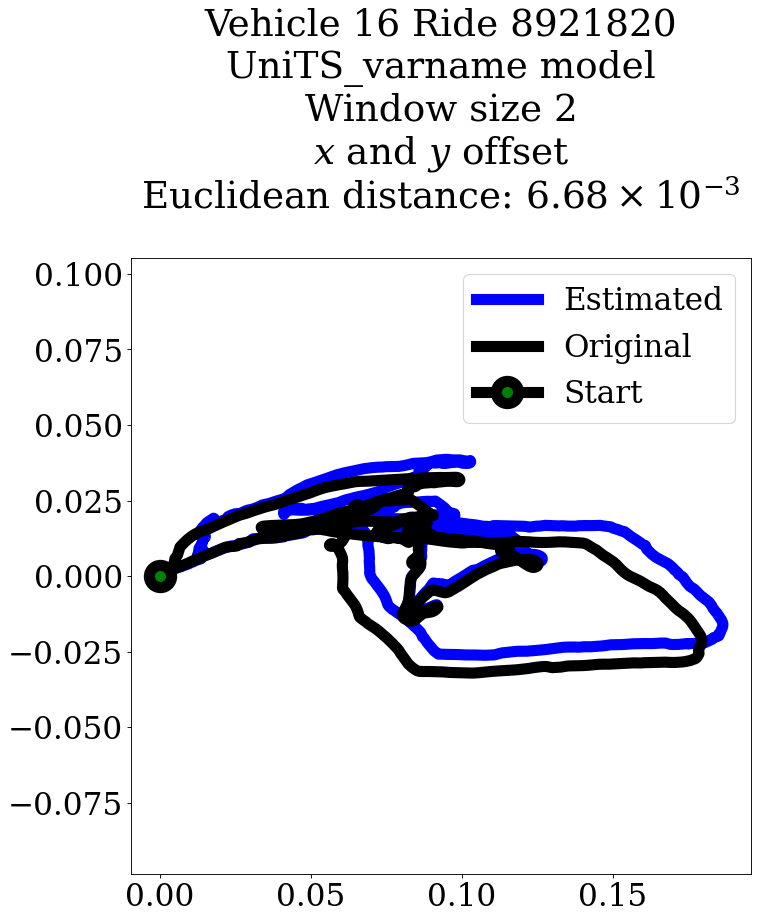 Vehicle 16 Ride 8921820
UniTS_varname model
Window size 2
x and y offset
Euclidean distance: 6.68 × 10⁻³
0.100
0.075
0.050
0.025
0.000
−0.025
−0.050
−0.075
Estimated
Original
Start
0.00 0.05 0.10 0.15